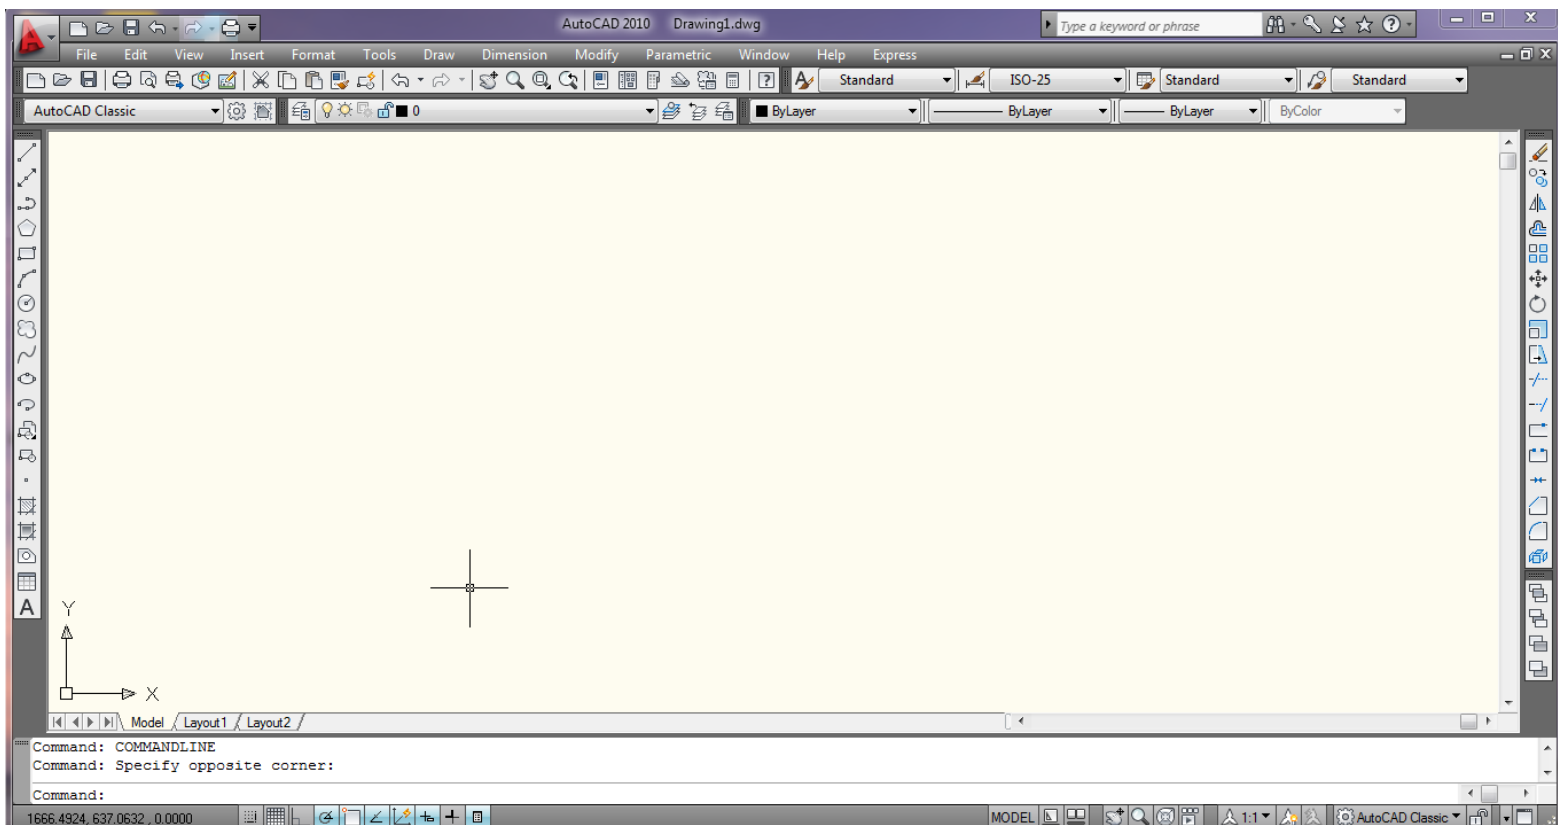 AutoCAD 2010 Drawing1.dwg Type a keyword or phrase
File Edit View Insert Format Tools Draw Dimension Modify Parametric Window Help Express
Standard ISO-25 Standard Standard
AutoCAD Classic 0 ByLayer ByLayer ByLayer ByColor
A
Y
X
Model Layout1 Layout2
Command: COMMANDLINE
Command: Specify opposite corner:
Command:
1666.4924, 637.0632 , 0.0000 MODEL 1:1 AutoCAD Classic